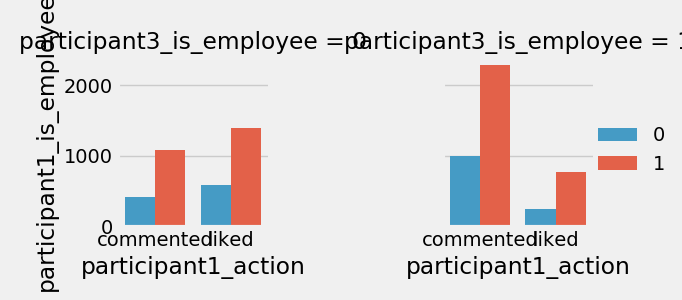 participant3_is_employee = 0
participant3_is_employee = 1
participant1_is_employee
2000
1000
0
commented
liked
commented
liked
participant1_action
participant1_action
0
1